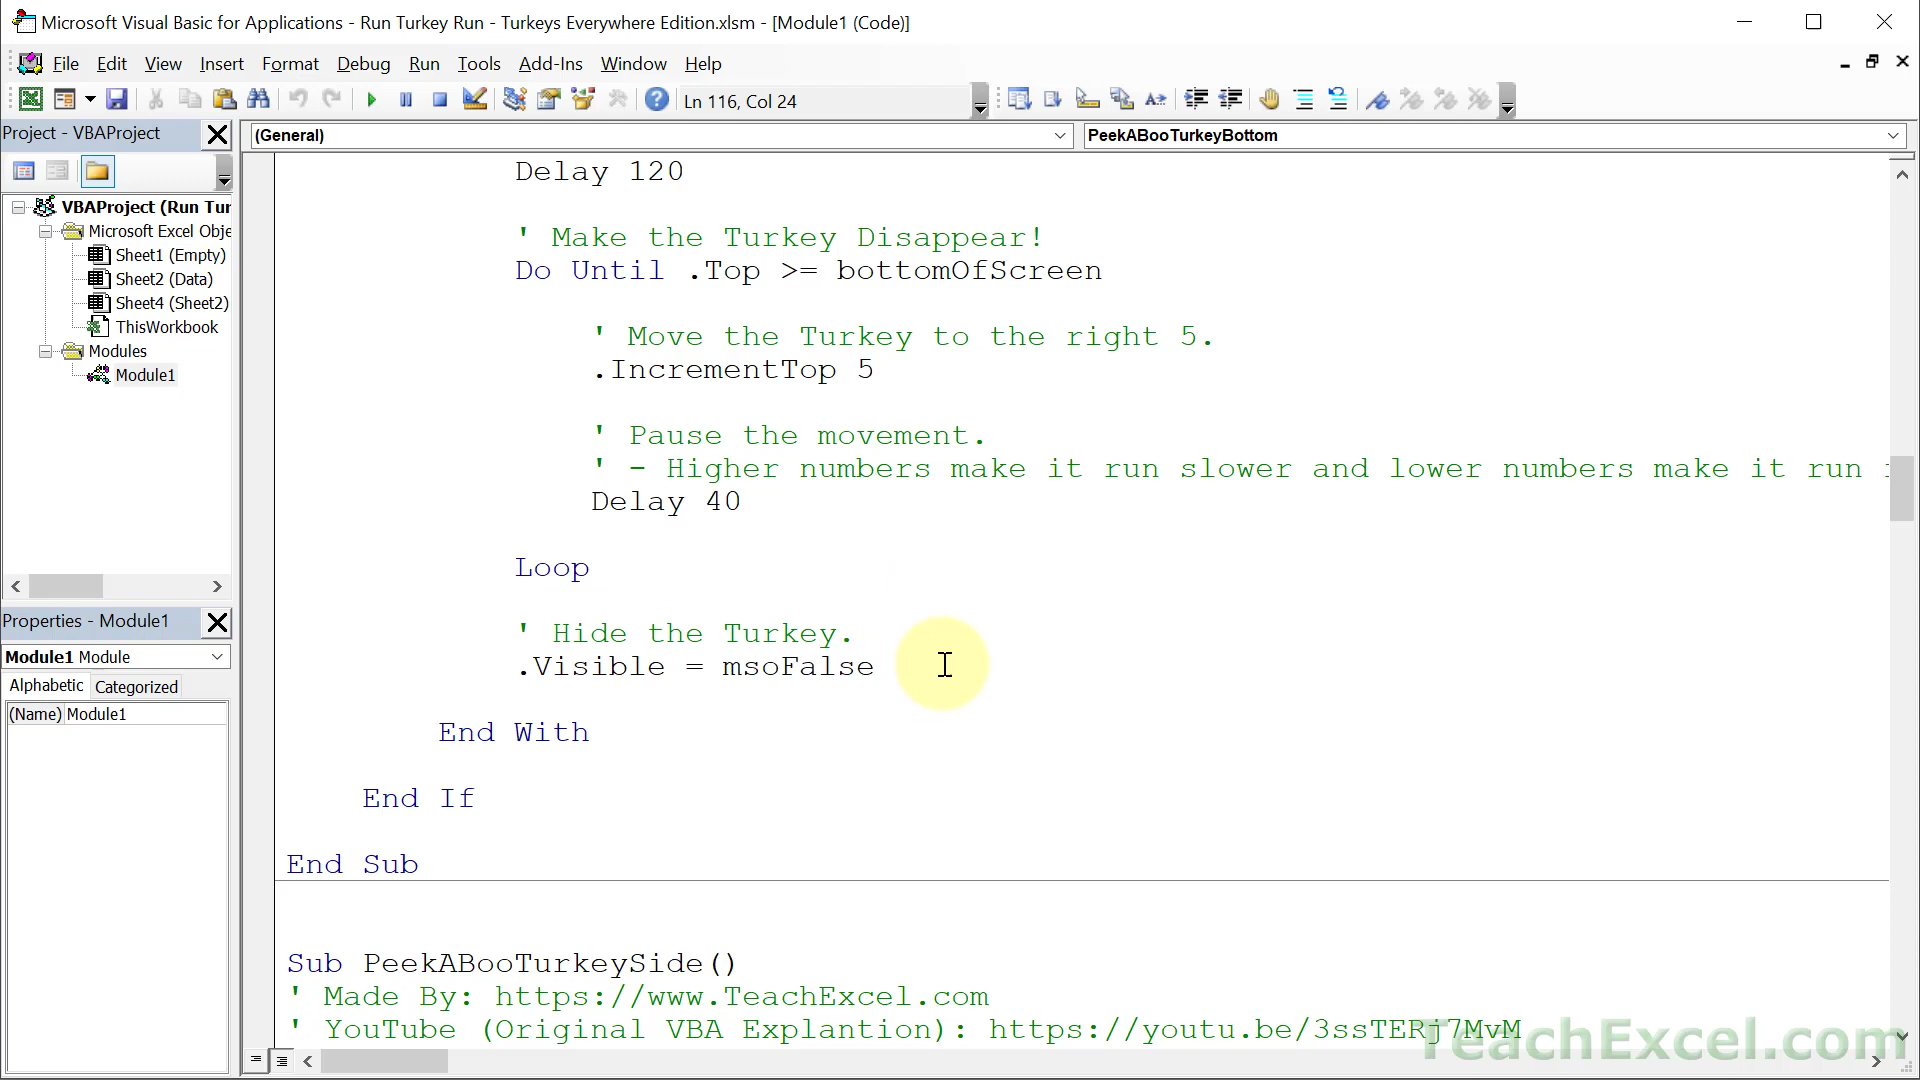 Microsoft Visual Basic for Applications - Run Turkey Run - Turkeys Everywhere Edition.xlsm - [Module1 (Code)]
File Edit View Insert Format Debug Run Tools Add-Ins Window Help
Ln 116, Col 24
Project - VBAProject
(General)
PeekABooTurkeyBottom
VBAProject (Run Tur
Microsoft Excel Obje
Sheet1 (Empty)
Sheet2 (Data)
Sheet4 (Sheet2)
ThisWorkbook
Modules
Module1
Properties - Module1
Module1 Module
Alphabetic Categorized
(Name) Module1
Delay 120
' Make the Turkey Disappear!
Do Until .Top >= bottomOfScreen
' Move the Turkey to the right 5.
.IncrementTop 5
' Pause the movement.
' - Higher numbers make it run slower and lower numbers make it run
Delay 40
Loop
' Hide the Turkey.
.Visible = msoFalse
End With
End If
End Sub
Sub PeekABooTurkeySide()
' Made By: https://www.TeachExcel.com
' YouTube (Original VBA Explantion): https://youtu.be/3ssTERj7MvM
TeachExcel.com